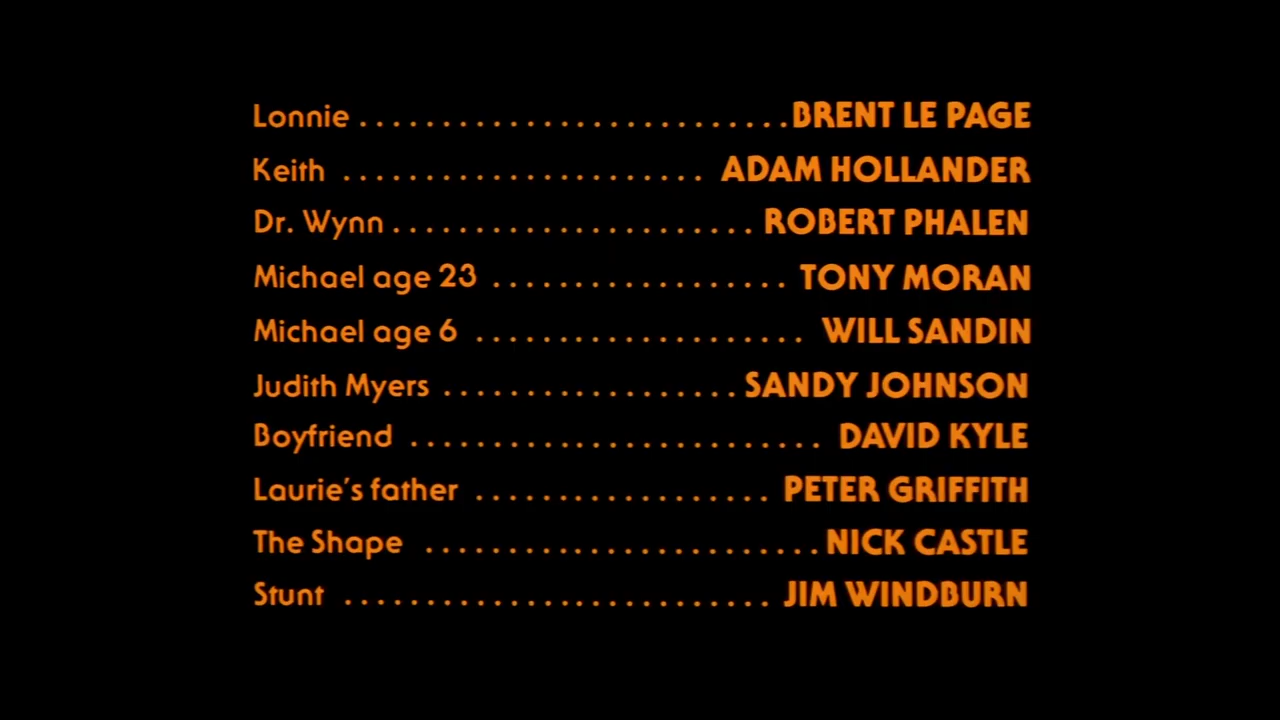 Lonnie . . . . . . . . . . . . . . . . . . . . . . . . . . BRENT LE PAGE
Keith . . . . . . . . . . . . . . . . . . . . . . ADAM HOLLANDER
Dr. Wynn . . . . . . . . . . . . . . . . . . . . . . ROBERT PHALEN
Michael age 23 . . . . . . . . . . . . . . . . . . TONY MORAN
Michael age 6 . . . . . . . . . . . . . . . . . . . . WILL SANDIN
Judith Myers . . . . . . . . . . . . . . . . . . SANDY JOHNSON
Boyfriend . . . . . . . . . . . . . . . . . . . . . . . . . DAVID KYLE
Laurie's father . . . . . . . . . . . . . . . . . . PETER GRIFFITH
The Shape . . . . . . . . . . . . . . . . . . . . . . . . NICK CASTLE
Stunt . . . . . . . . . . . . . . . . . . . . . . . . . . JIM WINDBURN